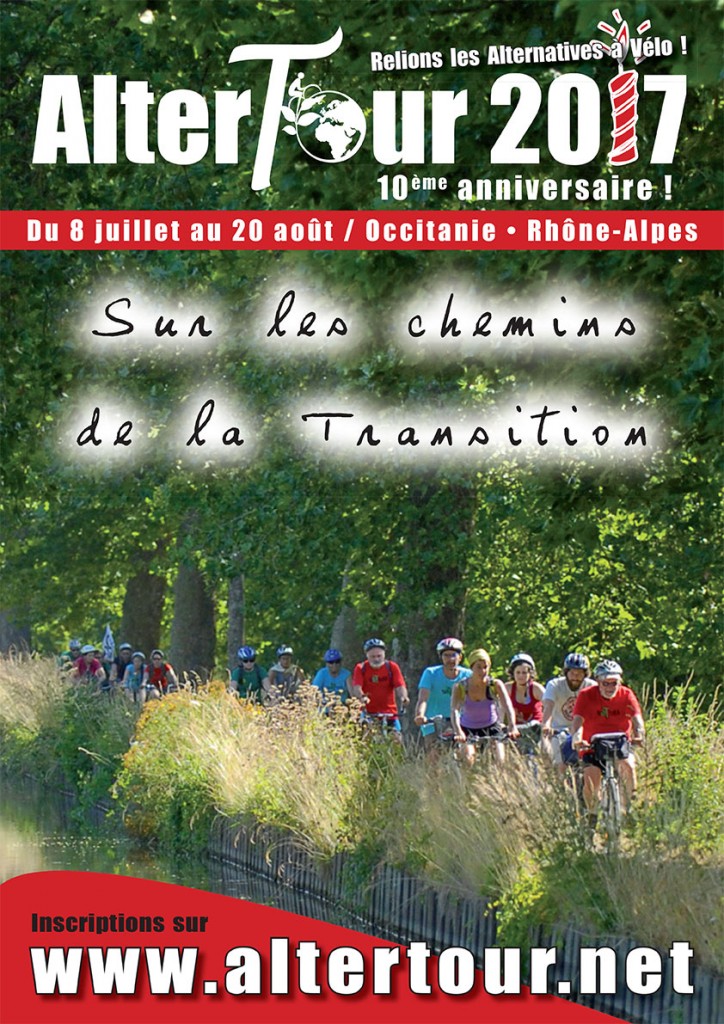 Relions les Alternatives à Vélo !
AlterTour 2017
10ème anniversaire !
Du 8 juillet au 20 août / Occitanie • Rhône-Alpes
Sur les chemins
de la Transition
Inscriptions sur
www.altertour.net